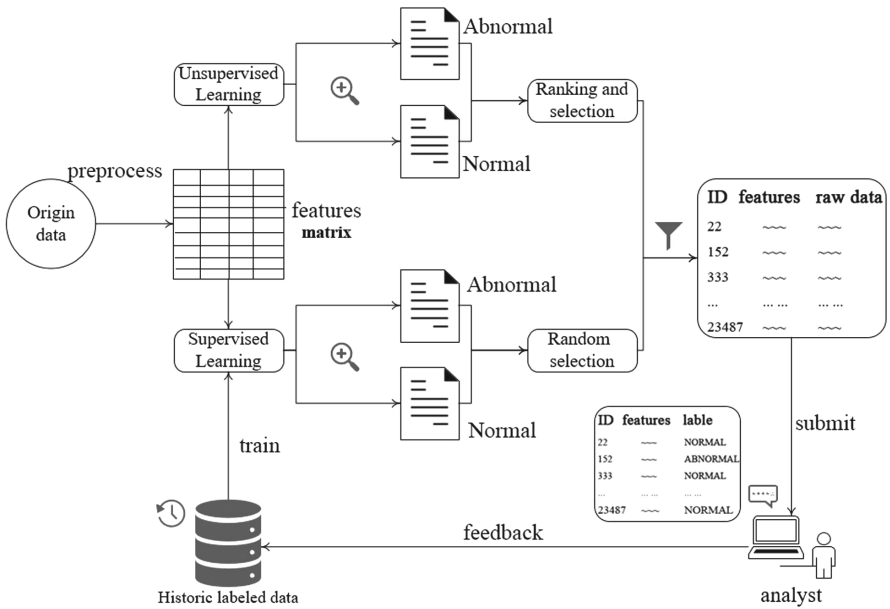 Abnormal
Unsupervised
Learning
Ranking and
selection
Normal
preprocess
Origin
data
features
matrix
ID features raw data
22 ~~~ ~~~
152 ~~~ ~~~
333 ~~~ ~~~
... ... ... ... ...
23487 ~~~ ~~~
Abnormal
Supervised
Learning
Random
selection
Normal
train
submit
ID features lable
22 ~~~ NORMAL
152 ~~~ ABNORMAL
333 ~~~ NORMAL
... ... ... ... ...
23487 ~~~ NORMAL
****
feedback
Historic labeled data
analyst